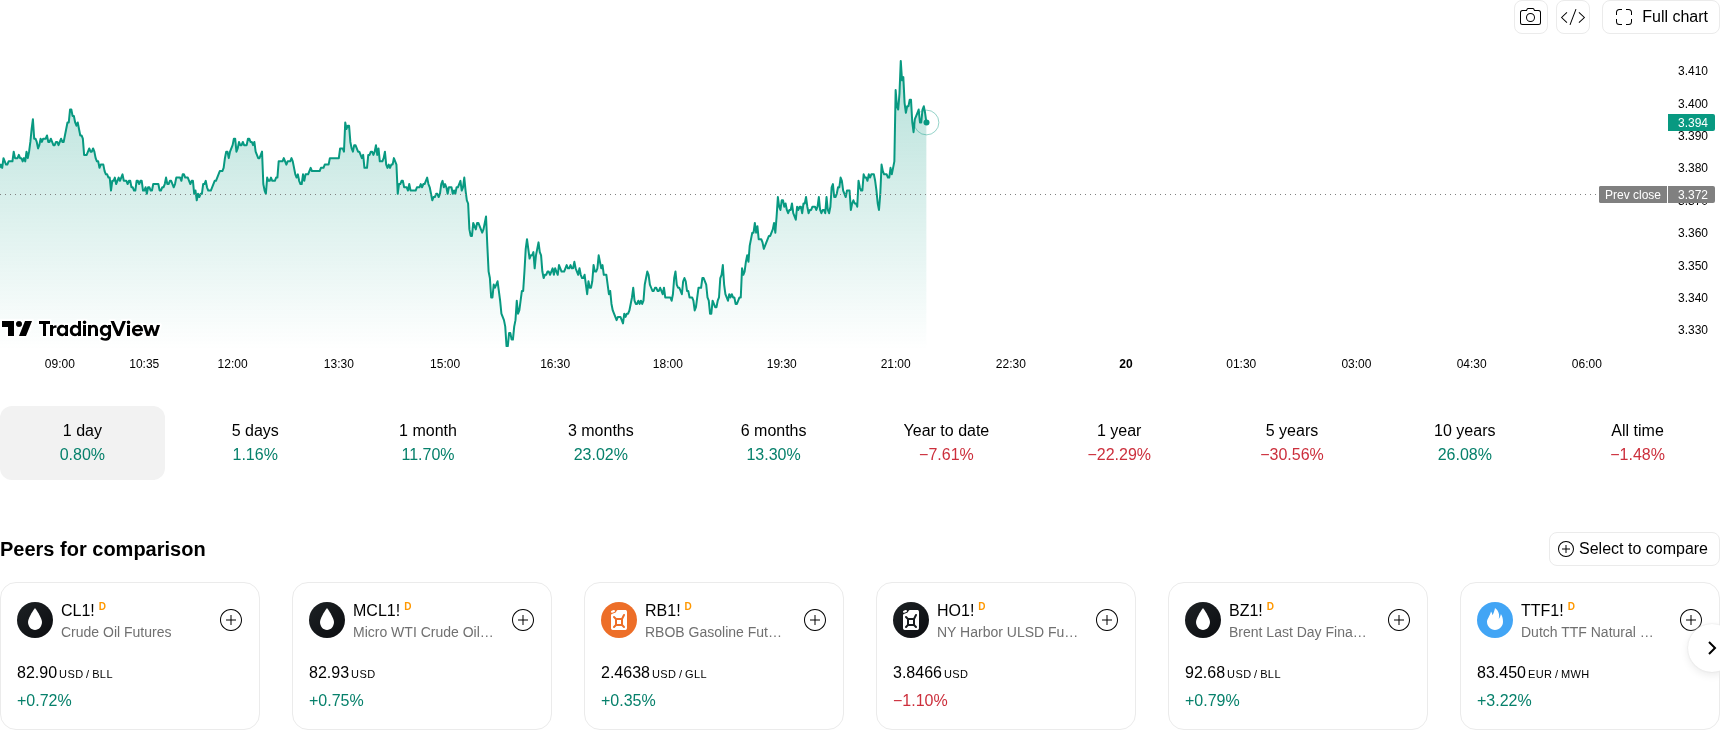 Full chart
3.410
3.400
3.394
3.390
3.380
Prev close 3.372
3.360
3.350
3.340
3.330
TradingView
09:00 10:35 12:00 13:30 15:00 16:30 18:00 19:30 21:00 22:30 20 01:30 03:00 04:30 06:00
1 day 5 days 1 month 3 months 6 months Year to date 1 year 5 years 10 years All time
0.80% 1.16% 11.70% 23.02% 13.30% −7.61% −22.29% −30.56% 26.08% −1.48%
Peers for comparison
Select to compare
CL1! D
Crude Oil Futures
82.90 USD / BLL
+0.72%
MCL1! D
Micro WTI Crude Oil…
82.93 USD
+0.75%
RB1! D
RBOB Gasoline Fut…
2.4638 USD / GLL
+0.35%
HO1! D
NY Harbor ULSD Fu…
3.8466 USD
−1.10%
BZ1! D
Brent Last Day Fina…
92.68 USD / BLL
+0.79%
TTF1! D
Dutch TTF Natural …
83.450 EUR / MWH
+3.22%